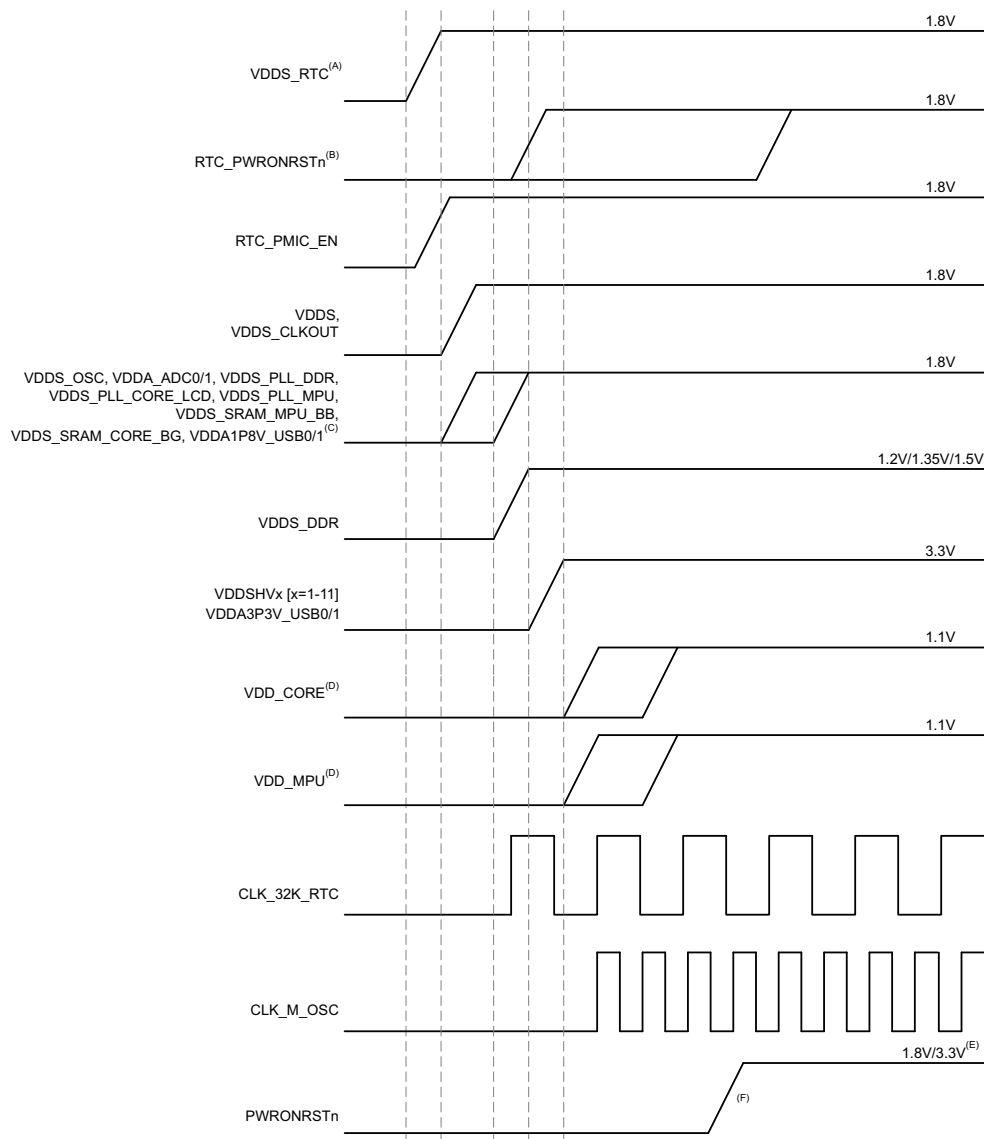 1.8V
VDDS_RTC(A)
1.8V
RTC_PWRONRSTn(B)
1.8V
RTC_PMIC_EN
1.8V
VDDS,
VDDS_CLKOUT
1.8V
VDDS_OSC, VDDA_ADC0/1, VDDS_PLL_DDR,
VDDS_PLL_CORE_LCD, VDDS_PLL_MPU,
VDDS_SRAM_MPU_BB,
VDDS_SRAM_CORE_BG, VDDA1P8V_USB0/1(C)
1.2V/1.35V/1.5V
VDDS_DDR
3.3V
VDDSHVx [x=1-11]
VDDA3P3V_USB0/1
1.1V
VDD_CORE(D)
1.1V
VDD_MPU(D)
CLK_32K_RTC
CLK_M_OSC
1.8V/3.3V(E)
(F)
PWRONRSTn